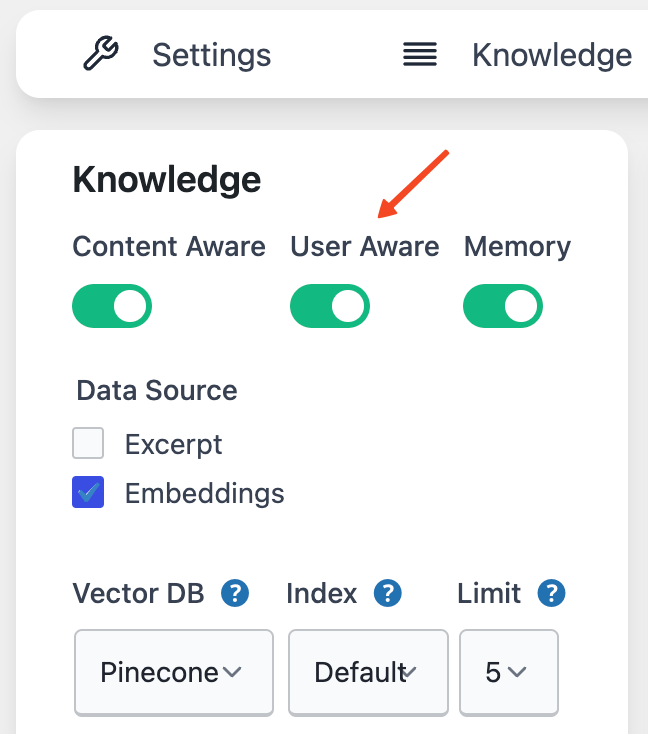 Settings Knowledge
Knowledge
Content Aware User Aware Memory
Data Source
Excerpt
Embeddings
Vector DB ? Index ? Limit ?
Pinecone Default 5